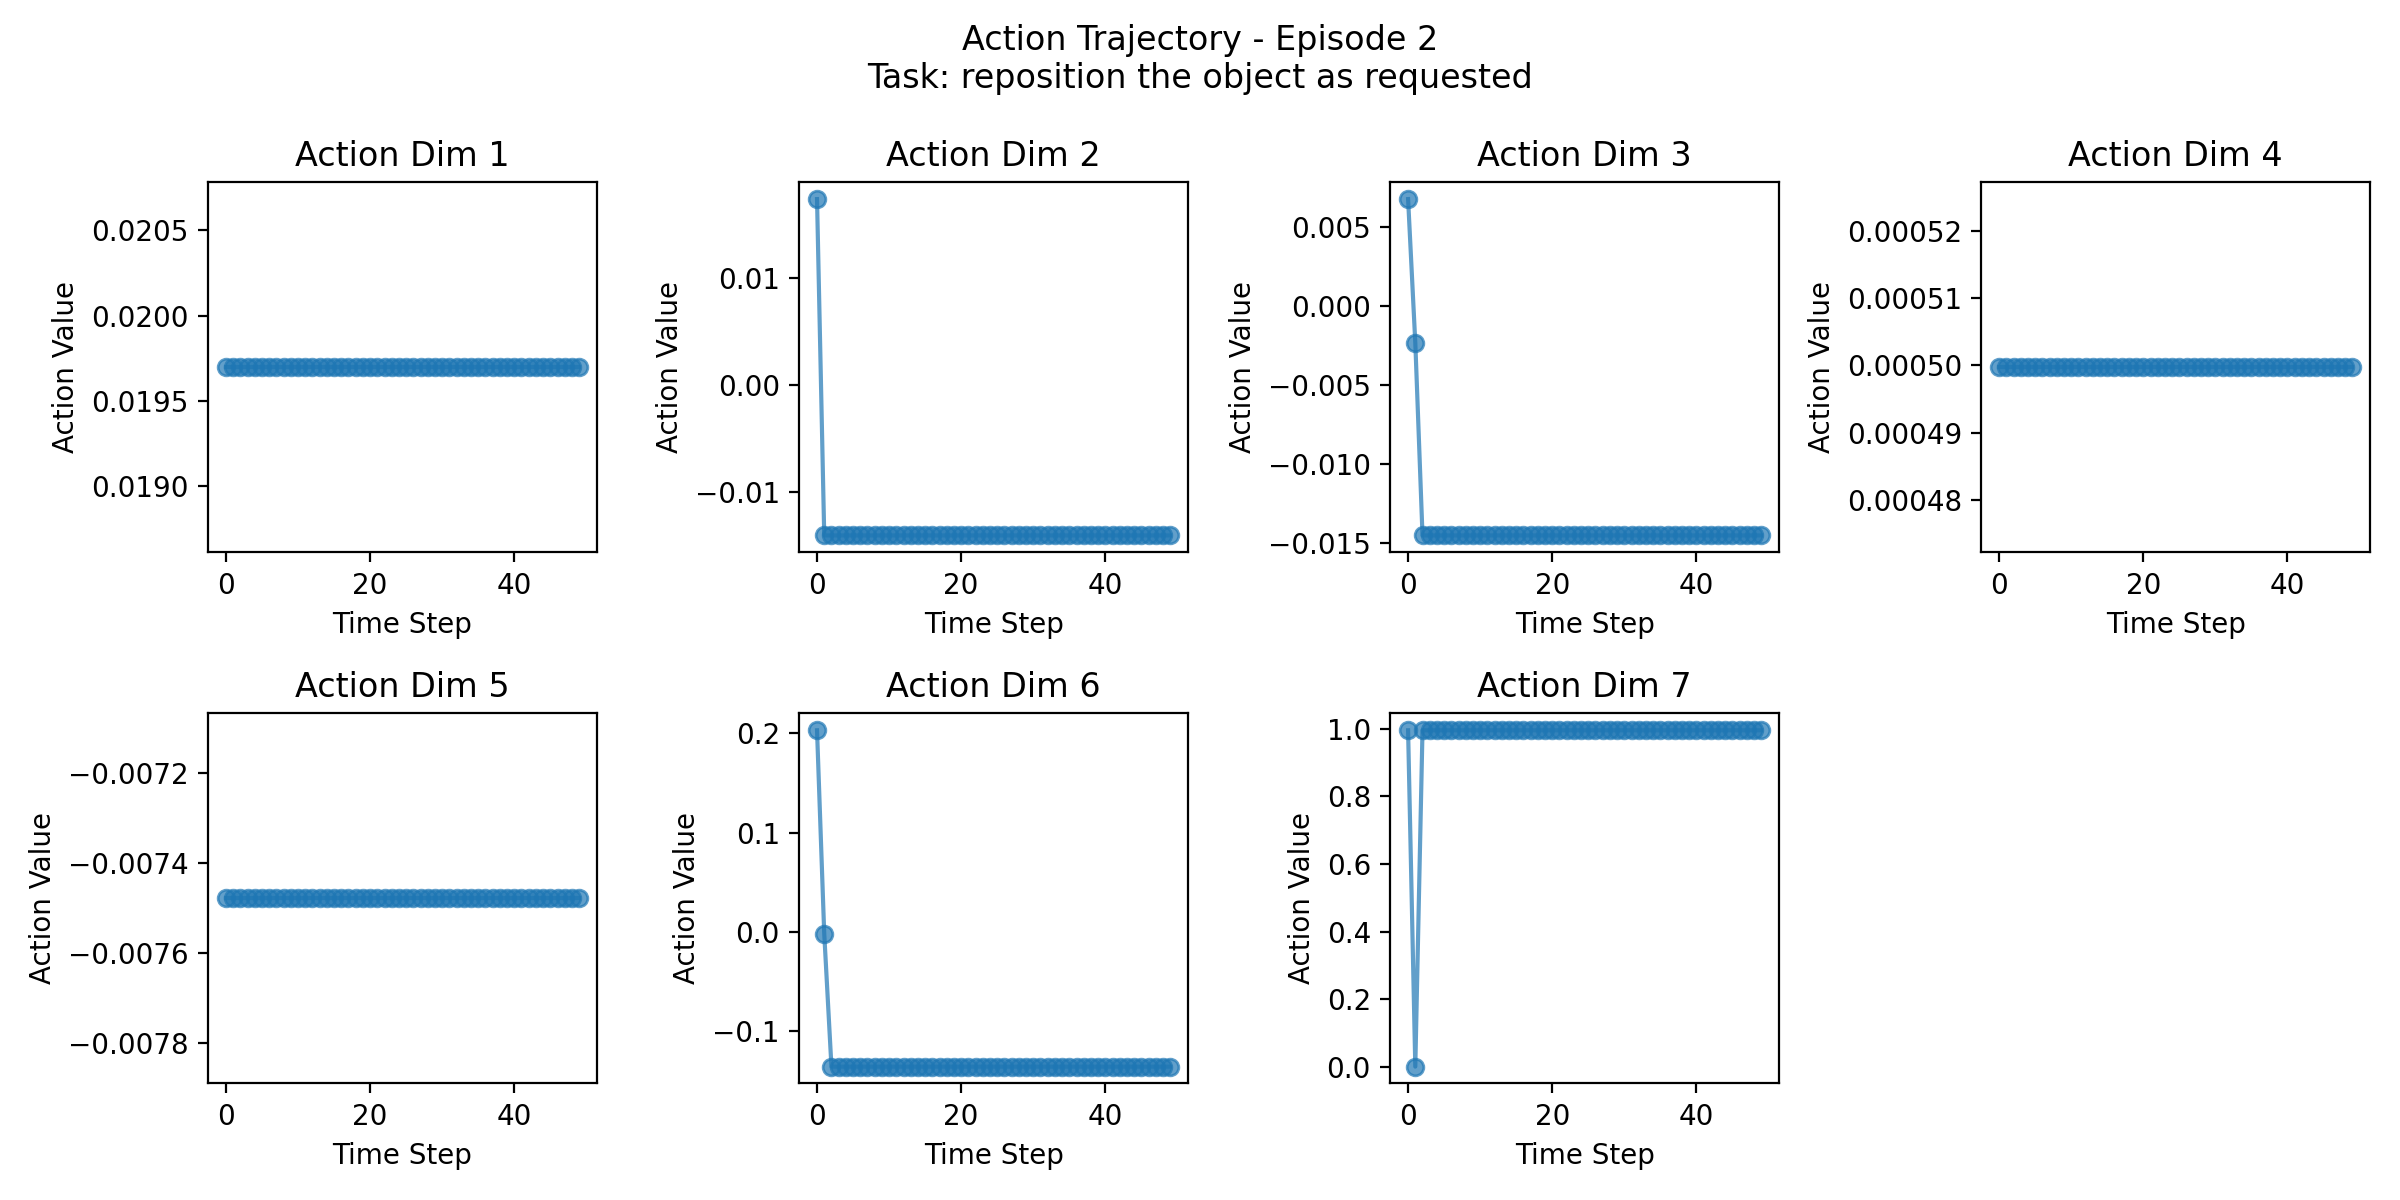 Action Trajectory - Episode 2
Task: reposition the object as requested
Action Dim 1
Action Value
0.0205
0.0200
0.0195
0.0190
0 20 40
Time Step
Action Dim 2
Action Value
0.01
0.00
−0.01
0 20 40
Time Step
Action Dim 3
Action Value
0.005
0.000
−0.005
−0.010
−0.015
0 20 40
Time Step
Action Dim 4
Action Value
0.00052
0.00051
0.00050
0.00049
0.00048
0 20 40
Time Step
Action Dim 5
Action Value
−0.0072
−0.0074
−0.0076
−0.0078
0 20 40
Time Step
Action Dim 6
Action Value
0.2
0.1
0.0
−0.1
0 20 40
Time Step
Action Dim 7
Action Value
1.0
0.8
0.6
0.4
0.2
0.0
0 20 40
Time Step